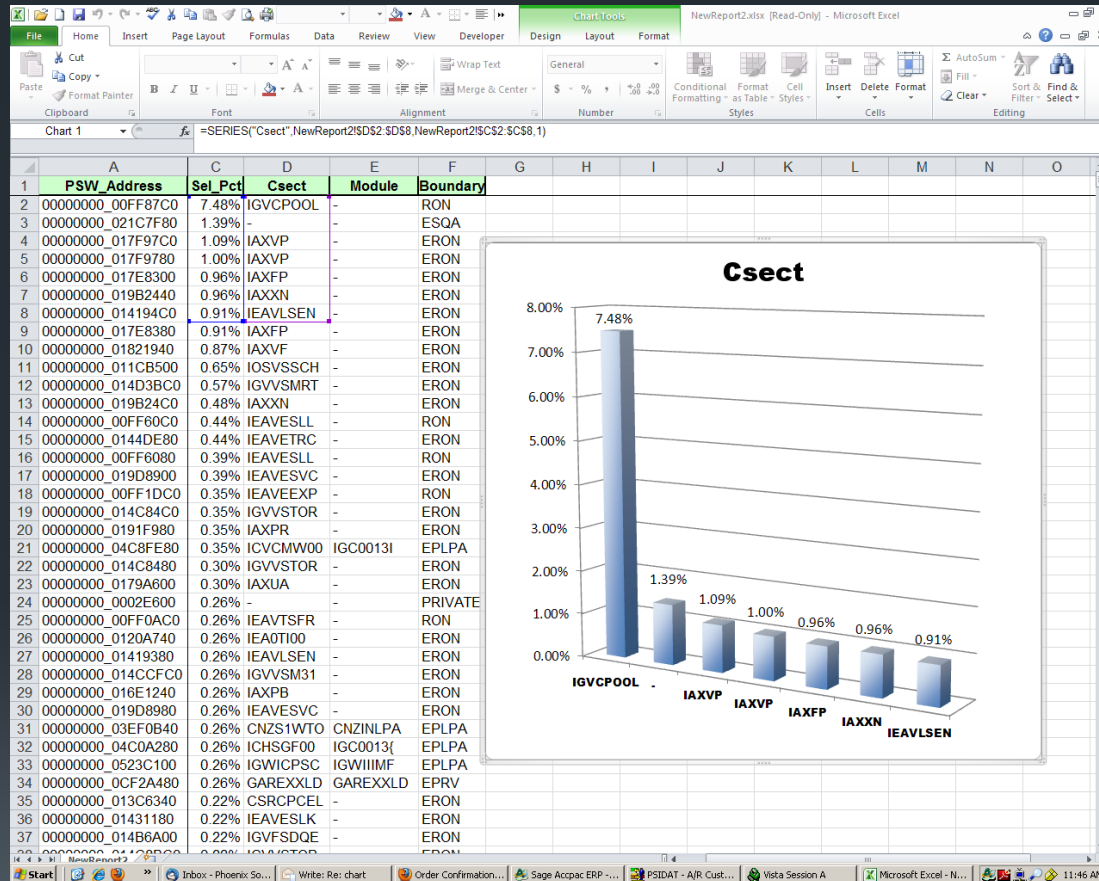 Chart Tools
NewReport2.xlsx [Read-Only] - Microsoft Excel
File Home Insert Page Layout Formulas Data Review View Developer Design Layout Format
Paste
Cut
Copy
Format Painter
Clipboard
B I U
A A
Font
Wrap Text
Merge & Center
Alignment
General
$ % ,
Number
Conditional Formatting
Format as Table
Cell Styles
Styles
Insert Delete Format
Cells
Σ AutoSum
Fill
Clear
Sort & Filter
Find & Select
Editing
Chart 1 fx =SERIES("Csect",NewReport2!$D$2:$D$8,NewReport2!$C$2:$C$8,1)
A C D E F G H I J K L M N O
1 PSW_Address Sel_Pct Csect Module Boundary
2 00000000_00FF87C0 7.48% IGVCPOOL - RON
3 00000000_021C7F80 1.39% - - ESQA
4 00000000_017F97C0 1.09% IAXVP - ERON
5 00000000_017F9780 1.00% IAXVP - ERON
6 00000000_017E8300 0.96% IAXFP - ERON
7 00000000_019B2440 0.96% IAXXN - ERON
8 00000000_014194C0 0.91% IEAVLSEN - ERON
9 00000000_017E8380 0.91% IAXFP - ERON
10 00000000_01821940 0.87% IAXVF - ERON
11 00000000_011CB500 0.65% IOSVSSCH - ERON
12 00000000_014D3BC0 0.57% IGVVSMRT - ERON
13 00000000_019B24C0 0.48% IAXXN - ERON
14 00000000_00FF60C0 0.44% IEAVESLL - RON
15 00000000_0144DE80 0.44% IEAVETRC - ERON
16 00000000_00FF6080 0.39% IEAVESLL - RON
17 00000000_019D8900 0.39% IEAVESVC - ERON
18 00000000_00FF1DC0 0.35% IEAVEEXP - RON
19 00000000_014C84C0 0.35% IGVVSTOR - ERON
20 00000000_0191F980 0.35% IAXPR - ERON
21 00000000_04C8FE80 0.35% ICVCMW00 IGC0013I EPLPA
22 00000000_014C8480 0.30% IGVVSTOR - ERON
23 00000000_0179A600 0.30% IAXUA - ERON
24 00000000_0002E600 0.26% - - PRIVATE
25 00000000_00FF0AC0 0.26% IEAVTSFR - RON
26 00000000_0120A740 0.26% IEA0TI00 - ERON
27 00000000_01419380 0.26% IEAVLSEN - ERON
28 00000000_014CCFC0 0.26% IGVVSM31 - ERON
29 00000000_016E1240 0.26% IAXPB - ERON
30 00000000_019D8980 0.26% IEAVESVC - ERON
31 00000000_03EF0B40 0.26% CNZS1WTO CNZINLPA EPLPA
32 00000000_04C0A280 0.26% ICHSGF00 IGC0013{ EPLPA
33 00000000_0523C100 0.26% IGWICPSC IGWIIIMF EPLPA
34 00000000_0CF2A480 0.26% GAREXXLD GAREXXLD EPRV
35 00000000_013C6340 0.22% CSRCPCEL - ERON
36 00000000_01431180 0.22% IEAVESLK - ERON
37 00000000_014B6A00 0.22% IGVFSDQE - ERON
Csect
8.00%
7.00%
6.00%
5.00%
4.00%
3.00%
2.00%
1.00%
0.00%
7.48%
1.39%
1.09%
1.00%
0.96%
0.96%
0.91%
IGVCPOOL
-
IAXVP
IAXVP
IAXFP
IAXXN
IEAVLSEN
NewReport2
Start » Inbox - Phoenix So... Write: Re: chart Order Confirmation... Sage Accpac ERP -... PSIDAT - A/R Cust... Vista Session A Microsoft Excel - N... 11:46 AM